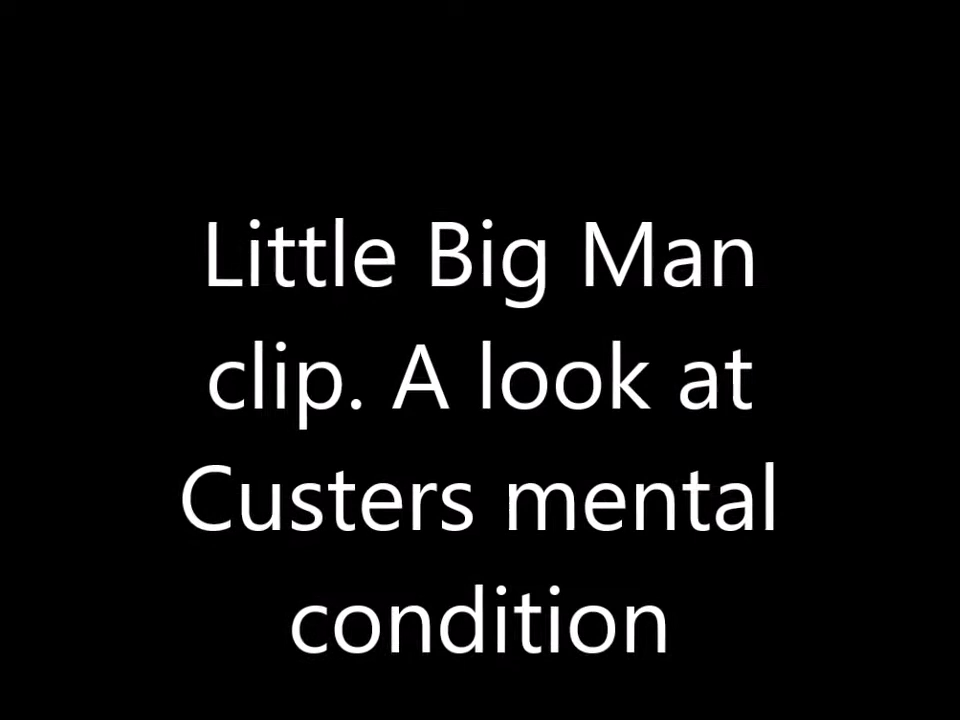 Little Big Man
clip. A look at
Custers mental
condition